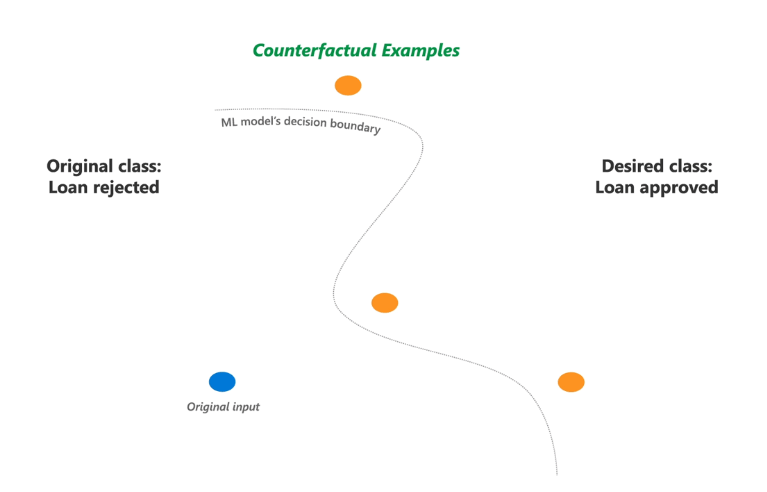 Counterfactual Examples
ML model's decision boundary
Original class:
Loan rejected
Desired class:
Loan approved
Original input